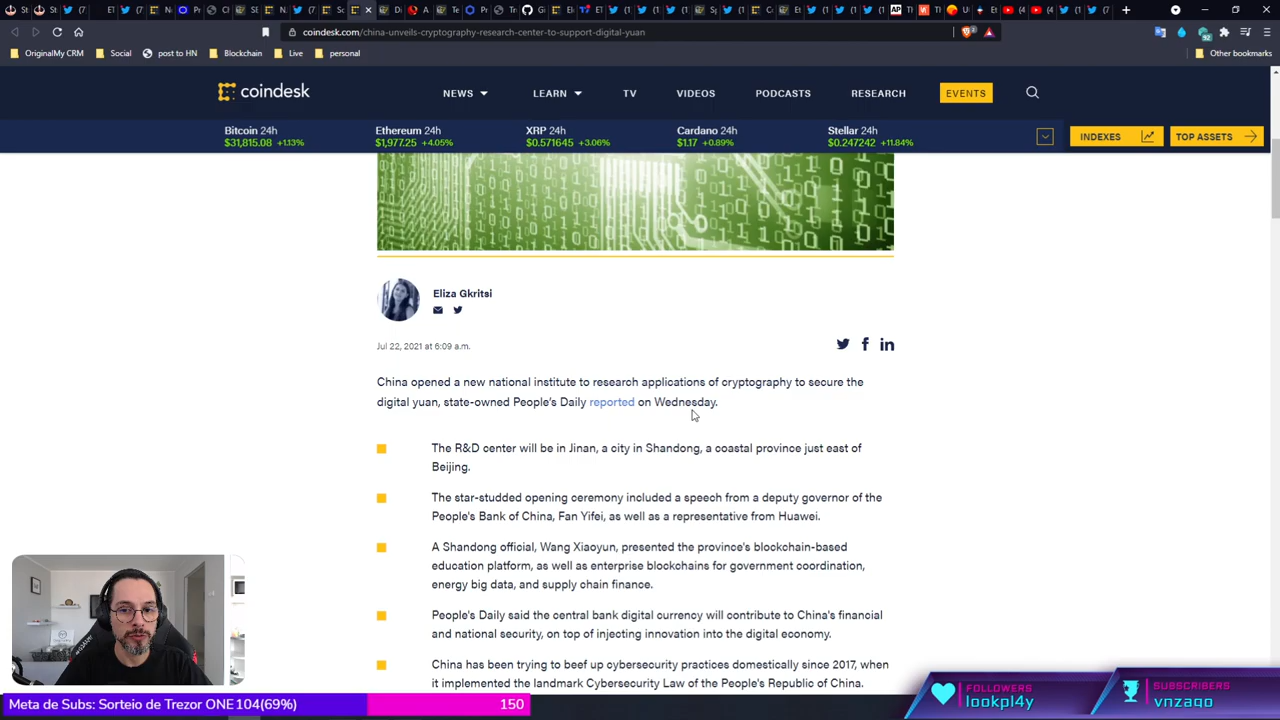 coindesk.com/china-unveils-cryptography-research-center-to-support-digital-yuan
OriginalMy CRM
Social
post to HN
Blockchain
Live
personal
Other bookmarks
coindesk
NEWS
LEARN
TV
VIDEOS
PODCASTS
RESEARCH
EVENTS
Bitcoin 24h
$31,815.08 +1.13%
Ethereum 24h
$1,977.25 +4.05%
XRP 24h
$0.571645 +3.06%
Cardano 24h
$1.17 +0.89%
Stellar 24h
$0.247242 +11.84%
INDEXES
TOP ASSETS
Eliza Gkritsi
Jul 22, 2021 at 6:09 a.m.
China opened a new national institute to research applications of cryptography to secure the
digital yuan, state-owned People's Daily reported on Wednesday.
The R&D center will be in Jinan, a city in Shandong, a coastal province just east of
Beijing.
The star-studded opening ceremony included a speech from a deputy governor of the
People's Bank of China, Fan Yifei, as well as a representative from Huawei.
A Shandong official, Wang Xiaoyun, presented the province's blockchain-based
education platform, as well as enterprise blockchains for government coordination,
energy big data, and supply chain finance.
People's Daily said the central bank digital currency will contribute to China's financial
and national security, on top of injecting innovation into the digital economy.
China has been trying to beef up cybersecurity practices domestically since 2017, when
it implemented the landmark Cybersecurity Law of the People's Republic of China.
Meta de Subs: Sorteio de Trezor ONE 104(69%)
150
FOLLOWERS
lookpl4y
SUBSCRIBERS
vnzago